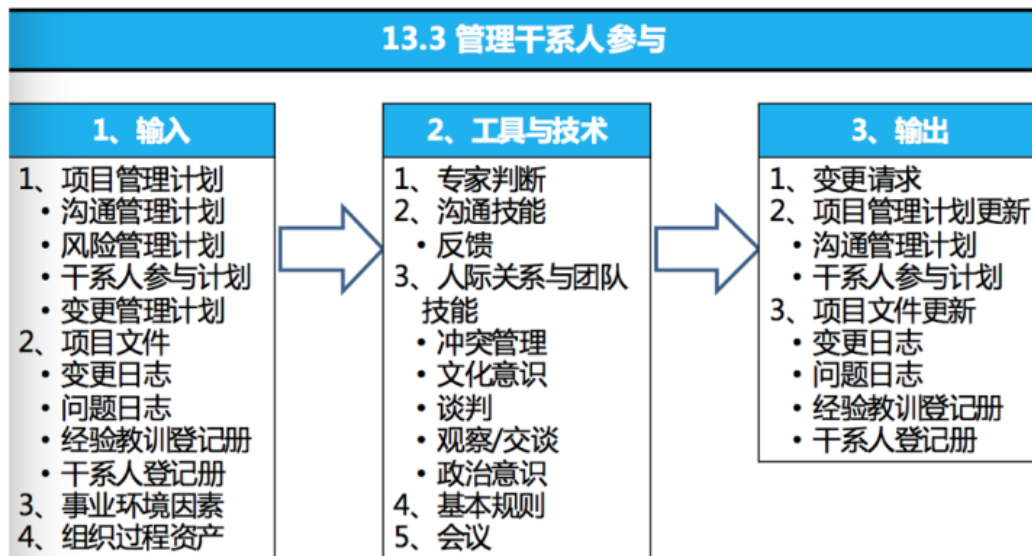 13.3 管理干系人参与
1、输入
1、项目管理计划
• 沟通管理计划
• 风险管理计划
• 干系人参与计划
• 变更管理计划
2、项目文件
• 变更日志
• 问题日志
• 经验教训登记册
• 干系人登记册
3、事业环境因素
4、组织过程资产
2、工具与技术
1、专家判断
2、沟通技能
• 反馈
3、人际关系与团队
技能
• 冲突管理
• 文化意识
• 谈判
• 观察/交谈
• 政治意识
4、基本规则
5、会议
3、输出
1、变更请求
2、项目管理计划更新
• 沟通管理计划
• 干系人参与计划
3、项目文件更新
• 变更日志
• 问题日志
• 经验教训登记册
• 干系人登记册